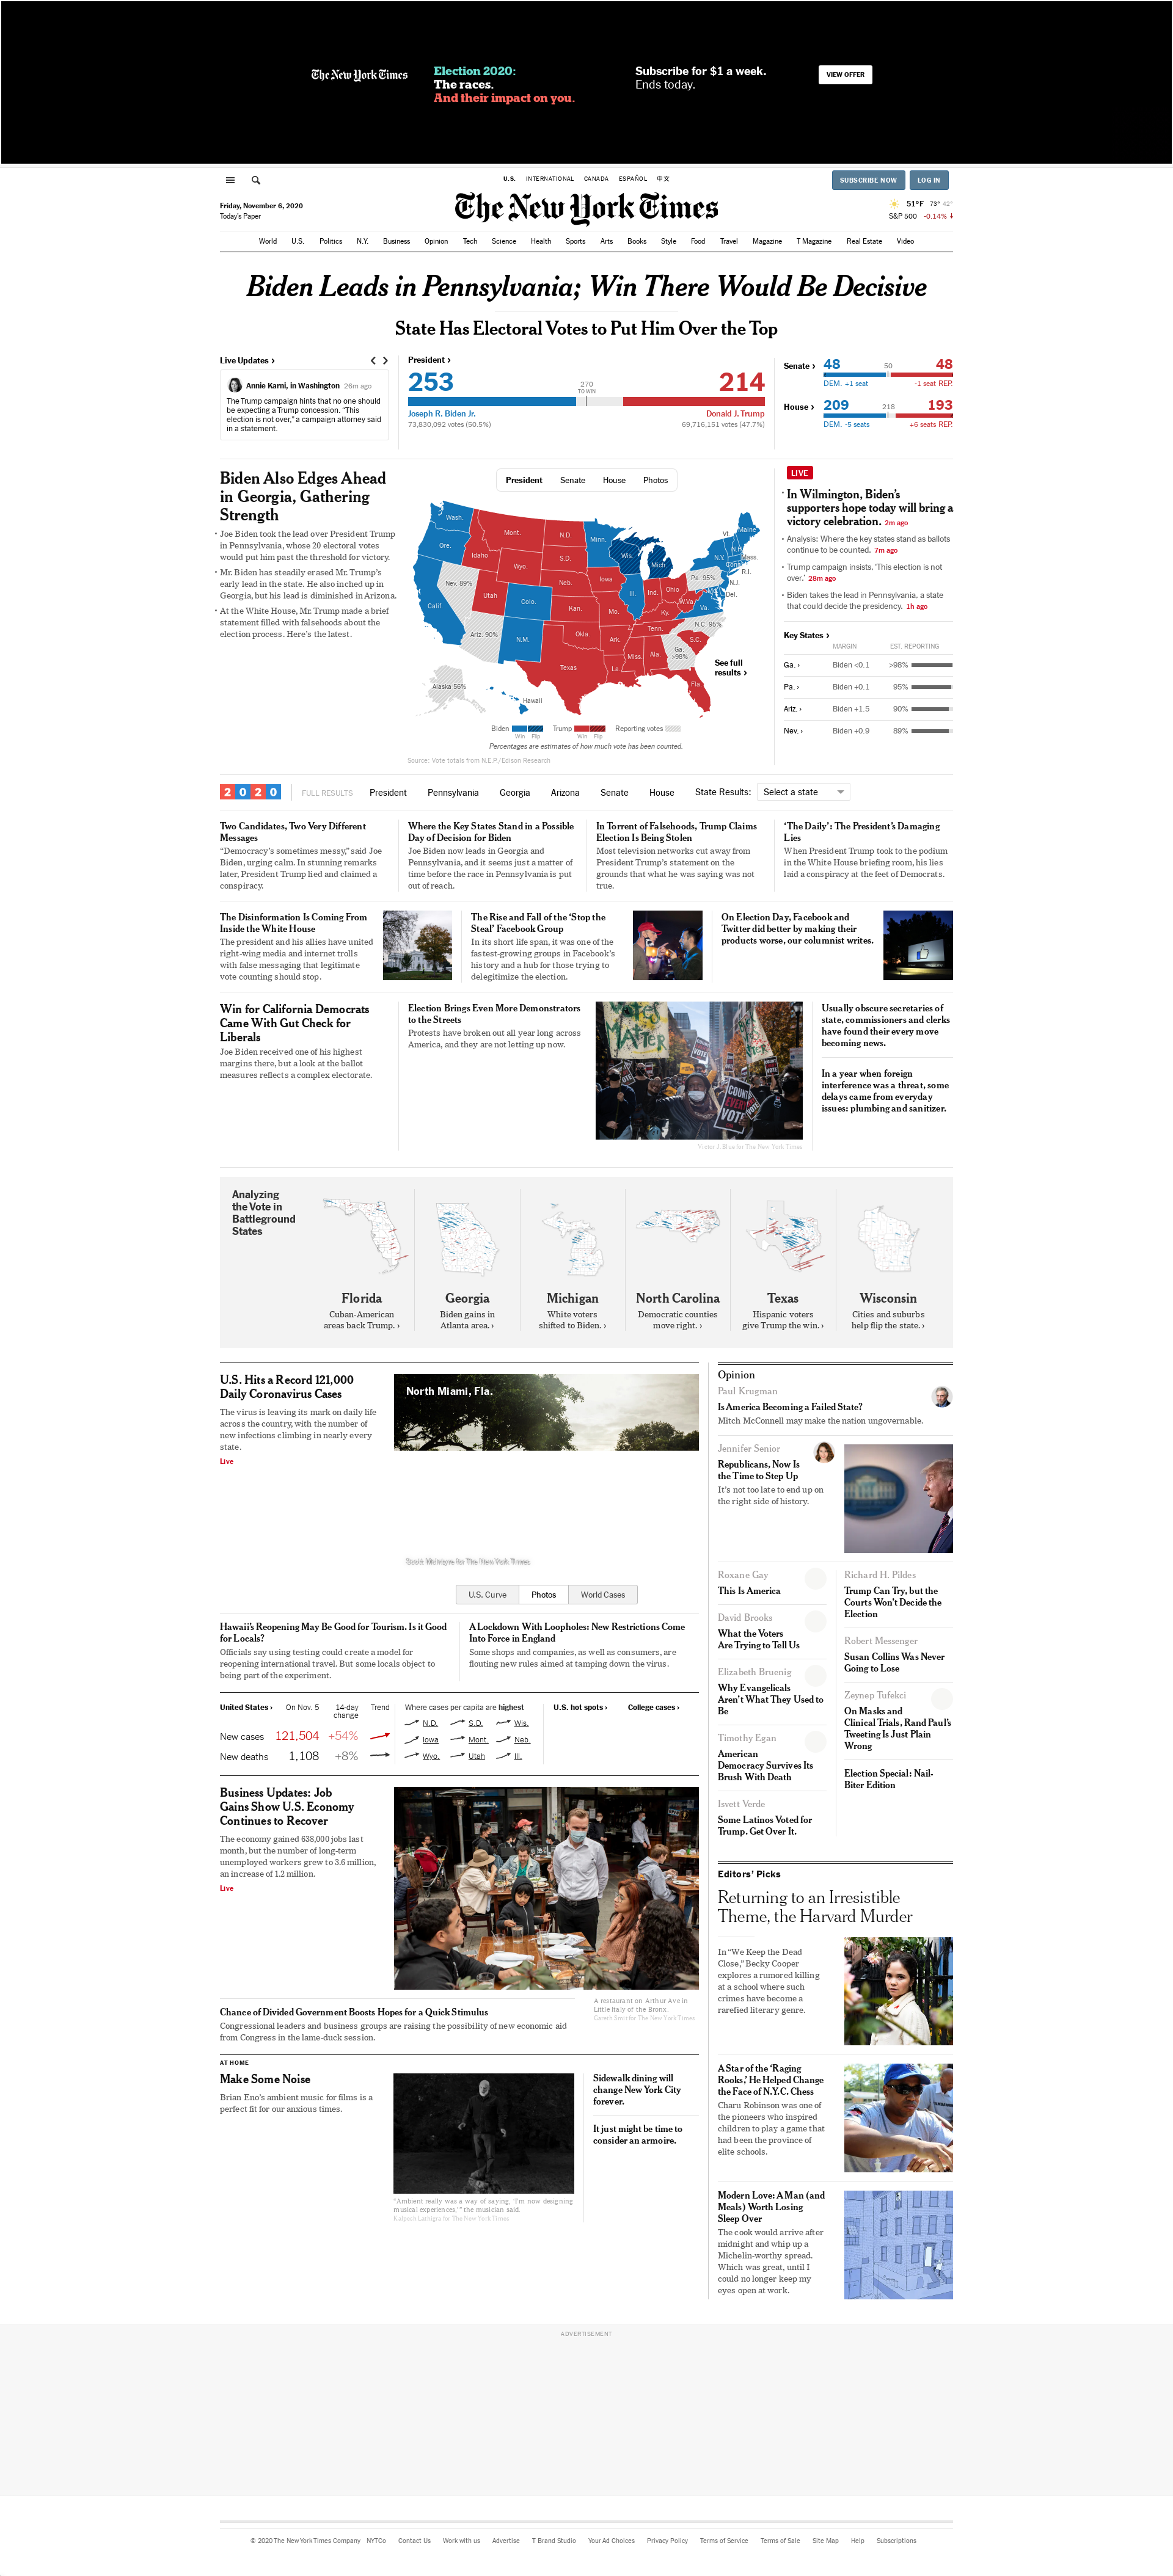 The New York Times
Election 2020:
The races.
And their impact on you.
Subscribe for $1 a week.
Ends today.
VIEW OFFER
U.S.
INTERNATIONAL
CANADA
ESPAÑOL
中文
SUBSCRIBE NOW
LOG IN
Friday, November 6, 2020
Today's Paper
The New York Times
51°F 73° 42°
S&P 500 -0.14%
World
U.S.
Politics
N.Y.
Business
Opinion
Tech
Science
Health
Sports
Arts
Books
Style
Food
Travel
Magazine
T Magazine
Real Estate
Video
Biden Leads in Pennsylvania; Win There Would Be Decisive
State Has Electoral Votes to Put Him Over the Top
Live Updates ›
Annie Karni, in Washington 26m ago
The Trump campaign hints that no one should
be expecting a Trump concession. “This
election is not over,” a campaign attorney said
in a statement.
President ›
253
270
TO WIN
214
Joseph R. Biden Jr.
Donald J. Trump
73,830,092 votes (50.5%)
69,716,151 votes (47.7%)
Senate ›
48
50
48
DEM. +1 seat
-1 seat REP.
House ›
209
218
193
DEM. -5 seats
+6 seats REP.
Biden Also Edges Ahead
in Georgia, Gathering
Strength
Joe Biden took the lead over President Trump
in Pennsylvania, whose 20 electoral votes
would put him past the threshold for victory.
Mr. Biden has steadily erased Mr. Trump’s
early lead in the state. He also inched up in
Georgia, but his lead is diminished in Arizona.
At the White House, Mr. Trump made a brief
statement filled with falsehoods about the
election process. Here’s the latest.
President
Senate
House
Photos
Wash.
Ore.
Calif.
Nev. 89%
Idaho
Mont.
Wyo.
Utah
Ariz. 90%
Colo.
N.M.
N.D.
S.D.
Neb.
Kan.
Okla.
Texas
Minn.
Iowa
Mo.
Ark.
La.
Wis.
Ill.
Mich.
Ind.
Ohio
Ky.
Tenn.
Miss.
Ala.
Ga.
>98%
Fla.
S.C.
N.C. 95%
Va.
W.Va.
Pa. 95%
N.Y.
Vt.
N.H.
Maine
Mass.
Conn.
R.I.
N.J.
Del.
Alaska 56%
Hawaii
See full
results ›
Biden
Win
Flip
Trump
Win
Flip
Reporting votes
Percentages are estimates of how much vote has been counted.
Source: Vote totals from N.E.P./Edison Research
LIVE
In Wilmington, Biden’s
supporters hope today will bring a
victory celebration. 2m ago
Analysis: Where the key states stand as ballots
continue to be counted. 7m ago
Trump campaign insists, ‘This election is not
over.’ 28m ago
Biden takes the lead in Pennsylvania, a state
that could decide the presidency. 1h ago
Key States ›
MARGIN
EST. REPORTING
Ga. › Biden <0.1 >98%
Pa. › Biden +0.1 95%
Ariz. › Biden +1.5 90%
Nev. › Biden +0.9 89%
2020
FULL RESULTS
President
Pennsylvania
Georgia
Arizona
Senate
House
State Results:
Select a state
Two Candidates, Two Very Different
Messages
“Democracy’s sometimes messy,” said Joe
Biden, urging calm. In stunning remarks
later, President Trump lied and claimed a
conspiracy.
Where the Key States Stand in a Possible
Day of Decision for Biden
Joe Biden now leads in Georgia and
Pennsylvania, and it seems just a matter of
time before the race in Pennsylvania is put
out of reach.
In Torrent of Falsehoods, Trump Claims
Election Is Being Stolen
Most television networks cut away from
President Trump’s statement on the
grounds that what he was saying was not
true.
‘The Daily’: The President’s Damaging
Lies
When President Trump took to the podium
in the White House briefing room, his lies
laid a conspiracy at the feet of Democrats.
The Disinformation Is Coming From
Inside the White House
The president and his allies have united
right-wing media and internet trolls
with false messaging that legitimate
vote counting should stop.
The Rise and Fall of the ‘Stop the
Steal’ Facebook Group
In its short life span, it was one of the
fastest-growing groups in Facebook’s
history and a hub for those trying to
delegitimize the election.
On Election Day, Facebook and
Twitter did better by making their
products worse, our columnist writes.
Win for California Democrats
Came With Gut Check for
Liberals
Joe Biden received one of his highest
margins there, but a look at the ballot
measures reflects a complex electorate.
Election Brings Even More Demonstrators
to the Streets
Protests have broken out all year long across
America, and they are not letting up now.
VOTE
COUNT EVERY VOTE
Victor J. Blue for The New York Times
Usually obscure secretaries of
state, commissioners and clerks
have found their every move
becoming news.
In a year when foreign
interference was a threat, some
delays came from everyday
issues: plumbing and sanitizer.
Analyzing
the Vote in
Battleground
States
Florida
Cuban-American
areas back Trump. ›
Georgia
Biden gains in
Atlanta area. ›
Michigan
White voters
shifted to Biden. ›
North Carolina
Democratic counties
move right. ›
Texas
Hispanic voters
give Trump the win. ›
Wisconsin
Cities and suburbs
help flip the state. ›
U.S. Hits a Record 121,000
Daily Coronavirus Cases
The virus is leaving its mark on daily life
across the country, with the number of
new infections climbing in nearly every
state.
Live
North Miami, Fla.
Scott McIntyre for The New York Times
U.S. Curve
Photos
World Cases
Hawaii’s Reopening May Be Good for Tourism. Is it Good
for Locals?
Officials say using testing could create a model for
reopening international travel. But some locals object to
being part of the experiment.
A Lockdown With Loopholes: New Restrictions Come
Into Force in England
Some shops and companies, as well as consumers, are
flouting new rules aimed at tamping down the virus.
United States ›
On Nov. 5
14-day
change
Trend
New cases 121,504 +54%
New deaths 1,108 +8%
Where cases per capita are highest
N.D. S.D. Wis.
Iowa Mont. Neb.
Wyo. Utah Ill.
U.S. hot spots ›
College cases ›
Business Updates: Job
Gains Show U.S. Economy
Continues to Recover
The economy gained 638,000 jobs last
month, but the number of long-term
unemployed workers grew to 3.6 million,
an increase of 1.2 million.
Live
A restaurant on Arthur Ave in
Little Italy of the Bronx.
Gareth Smit for The New York Times
Chance of Divided Government Boosts Hopes for a Quick Stimulus
Congressional leaders and business groups are raising the possibility of new economic aid
from Congress in the lame-duck session.
AT HOME
Make Some Noise
Brian Eno’s ambient music for films is a
perfect fit for our anxious times.
“Ambient really was a way of saying, ‘I’m now designing
musical experiences,’” the musician said.
Kalpesh Lathigra for The New York Times
Sidewalk dining will
change New York City
forever.
It just might be time to
consider an armoire.
Opinion
Paul Krugman
Is America Becoming a Failed State?
Mitch McConnell may make the nation ungovernable.
Jennifer Senior
Republicans, Now Is
the Time to Step Up
It’s not too late to end up on
the right side of history.
Roxane Gay
This Is America
David Brooks
What the Voters
Are Trying to Tell Us
Elizabeth Bruenig
Why Evangelicals
Aren’t What They Used to
Be
Timothy Egan
American
Democracy Survives Its
Brush With Death
Isvett Verde
Some Latinos Voted for
Trump. Get Over It.
Richard H. Pildes
Trump Can Try, but the
Courts Won’t Decide the
Election
Robert Messenger
Susan Collins Was Never
Going to Lose
Zeynep Tufekci
On Masks and
Clinical Trials, Rand Paul’s
Tweeting Is Just Plain
Wrong
Election Special: Nail-
Biter Edition
Editors’ Picks
Returning to an Irresistible
Theme, the Harvard Murder
In “We Keep the Dead
Close,” Becky Cooper
explores a rumored killing
at a school where such
crimes have become a
rarefied literary genre.
A Star of the ‘Raging
Rooks,’ He Helped Change
the Face of N.Y.C. Chess
Charu Robinson was one of
the pioneers who inspired
children to play a game that
had been the province of
elite schools.
Modern Love: A Man (and
Meals) Worth Losing
Sleep Over
The cook would arrive after
midnight and whip up a
Michelin-worthy spread.
Which was great, until I
could no longer keep my
eyes open at work.
ADVERTISEMENT
© 2020 The New York Times Company
NYTCo
Contact Us
Work with us
Advertise
T Brand Studio
Your Ad Choices
Privacy Policy
Terms of Service
Terms of Sale
Site Map
Help
Subscriptions